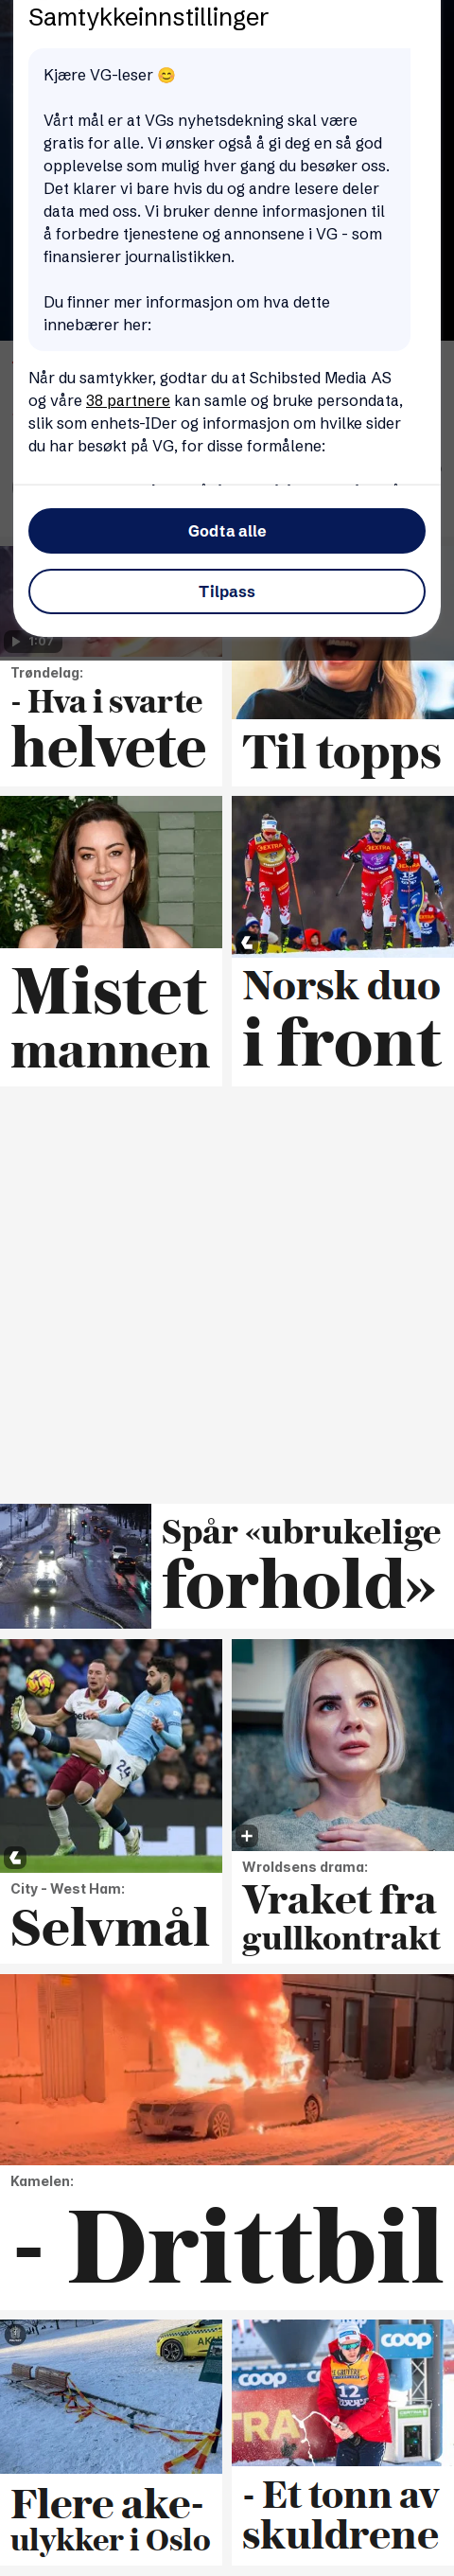 Samtykkeinnstillinger
Kjære VG-leser 😊
Vårt mål er at VGs nyhetsdekning skal være
gratis for alle. Vi ønsker også å gi deg en så god
opplevelse som mulig hver gang du besøker oss.
Det klarer vi bare hvis du og andre lesere deler
data med oss. Vi bruker denne informasjonen til
å forbedre tjenestene og annonsene i VG - som
finansierer journalistikken.
Du finner mer informasjon om hva dette
innebærer her:
Når du samtykker, godtar du at Schibsted Media AS
og våre 38 partnere kan samle og bruke persondata,
slik som enhets-IDer og informasjon om hvilke sider
du har besøkt på VG, for disse formålene:
Godta alle
Tilpass
1:07
Trøndelag:
- Hva i svarte
helvete
Til topps
Mistet
mannen
Norsk duo
i front
Spår «ubrukelige
forhold»
City - West Ham:
Selvmål
Wroldsens drama:
Vraket fra
gullkontrakt
Kamelen:
- Drittbil
Flere ake-
ulykker i Oslo
coop
coop
12
- Et tonn av
skuldrene